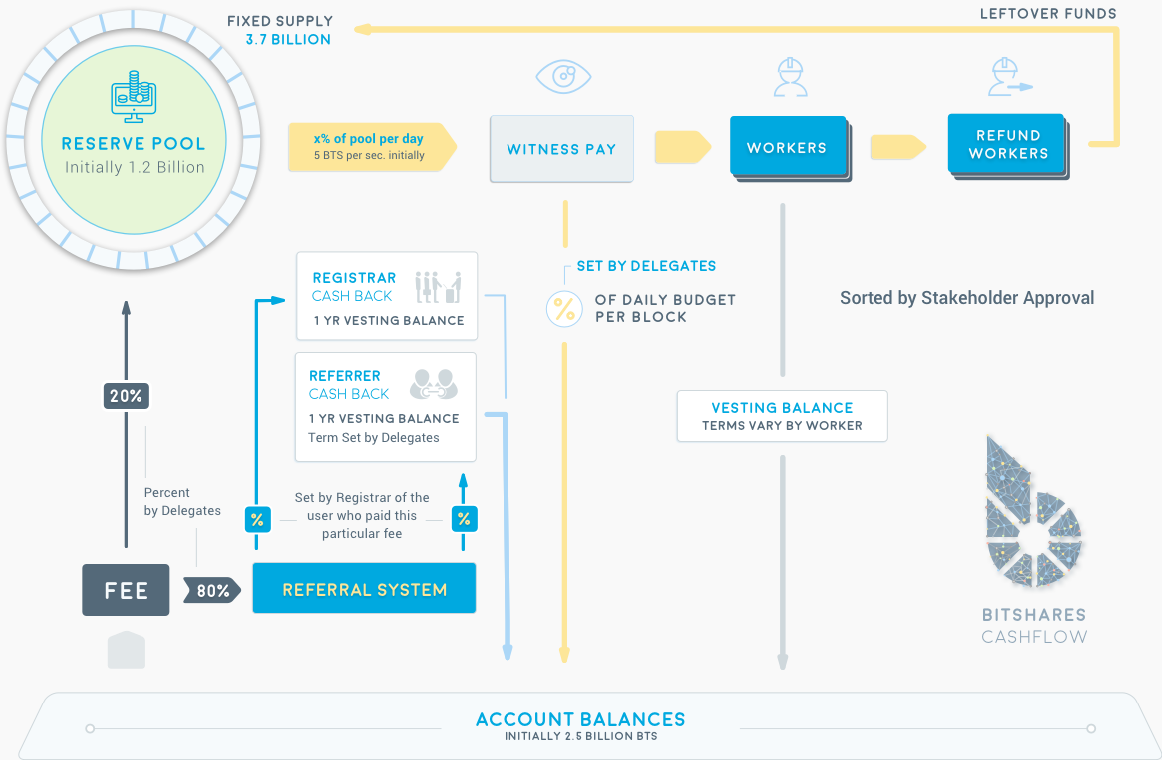 FIXED SUPPLY
3.7 BILLION
LEFTOVER FUNDS
RESERVE POOL
Initially 1.2 Billion
x% of pool per day
5 BTS per sec. initially
WITNESS PAY
WORKERS
REFUND
WORKERS
REGISTRAR
CASH BACK
1 YR VESTING BALANCE
SET BY DELEGATES
%
OF DAILY BUDGET
PER BLOCK
Sorted by Stakeholder Approval
REFERRER
CASH BACK
1 YR VESTING BALANCE
Term Set by Delegates
20%
VESTING BALANCE
TERMS VARY BY WORKER
Percent
by Delegates
%
Set by Registrar of the
user who paid this
particular fee
%
FEE
80%
REFERRAL SYSTEM
BITSHARES
CASHFLOW
ACCOUNT BALANCES
INITIALLY 2.5 BILLION BTS